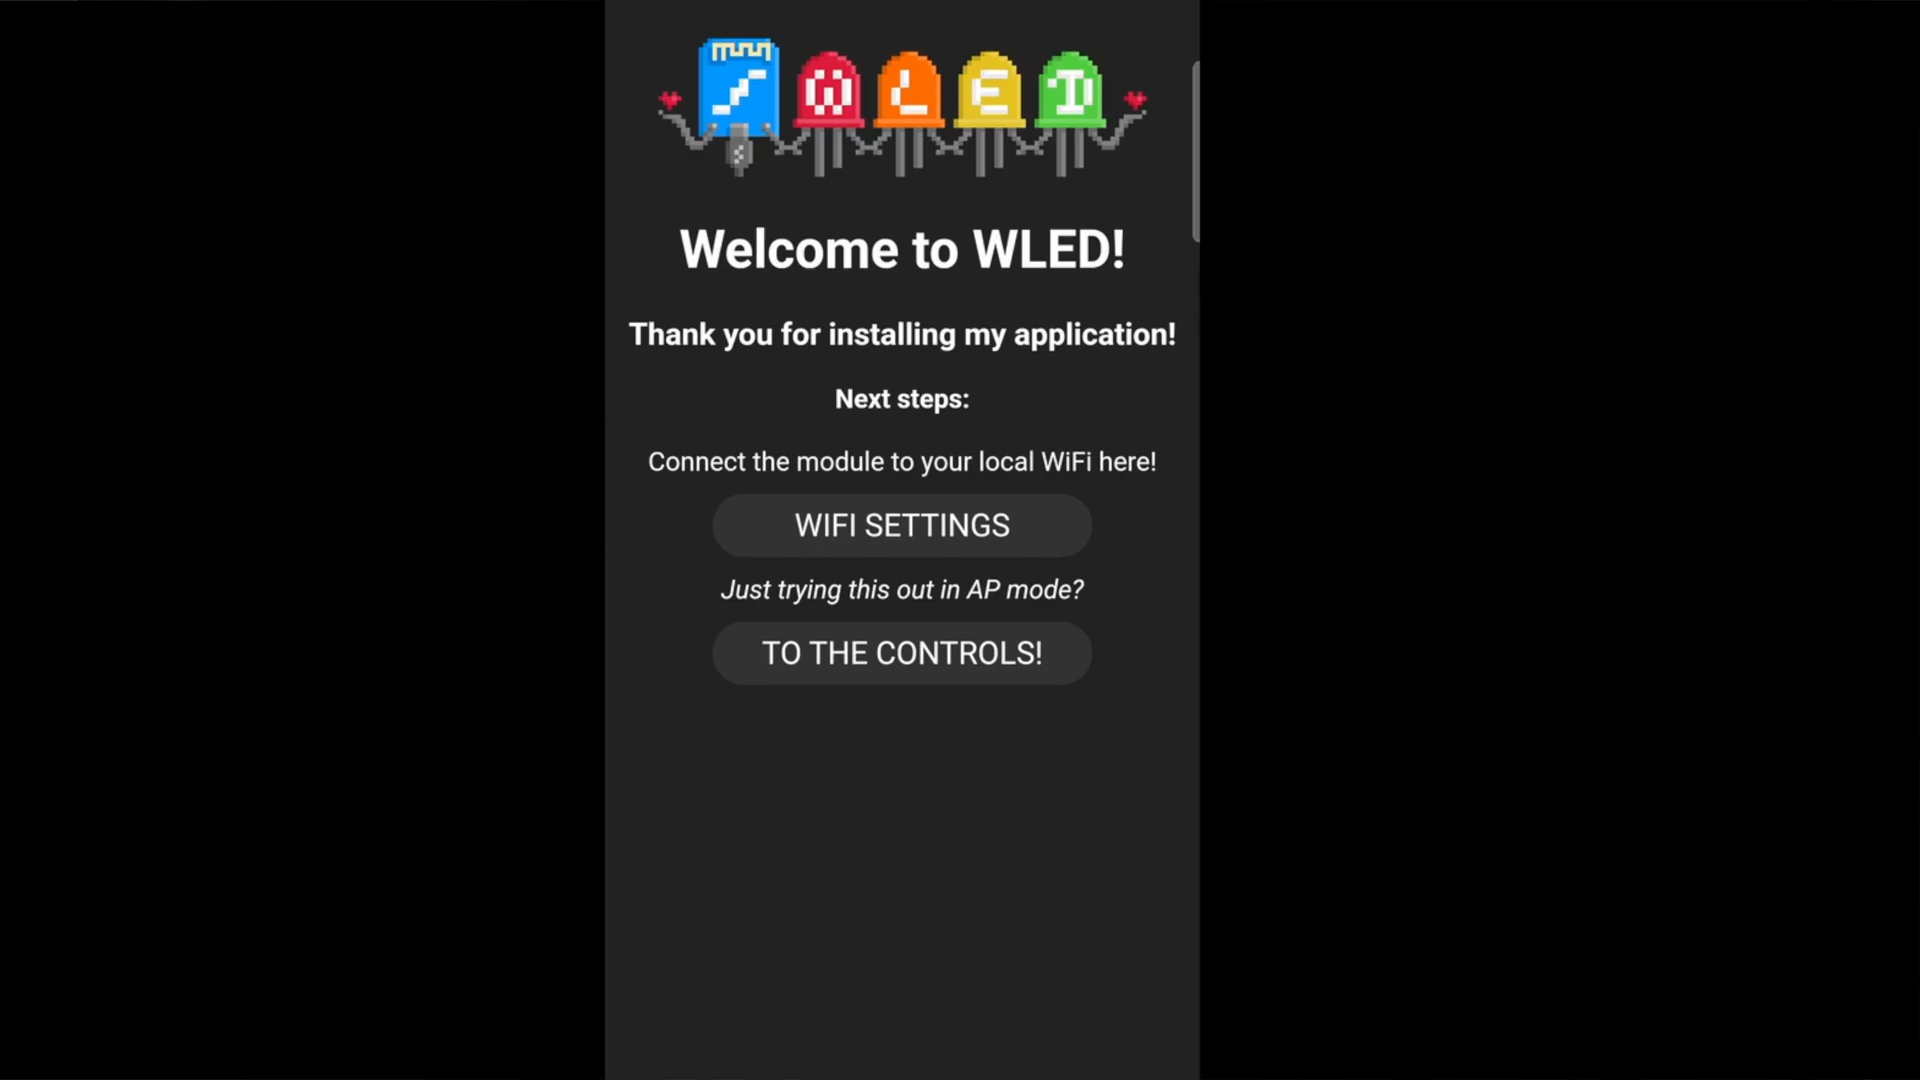 WLED
Welcome to WLED!
Thank you for installing my application!
Next steps:
Connect the module to your local WiFi here!
WIFI SETTINGS
Just trying this out in AP mode?
TO THE CONTROLS!